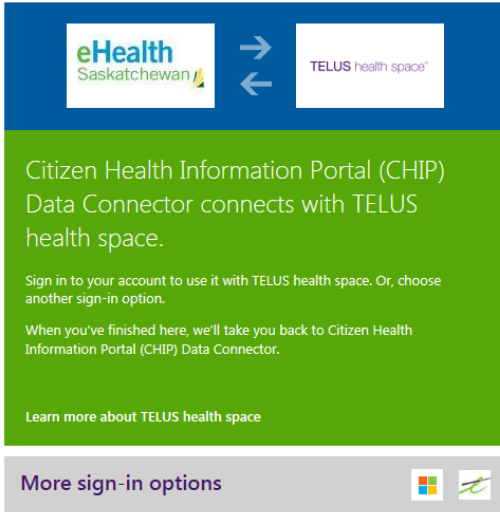 eHealth
Saskatchewan
TELUS health space®
Citizen Health Information Portal (CHIP)
Data Connector connects with TELUS
health space.
Sign in to your account to use it with TELUS health space. Or, choose
another sign-in option.
When you've finished here, we'll take you back to Citizen Health
Information Portal (CHIP) Data Connector.
Learn more about TELUS health space
More sign-in options